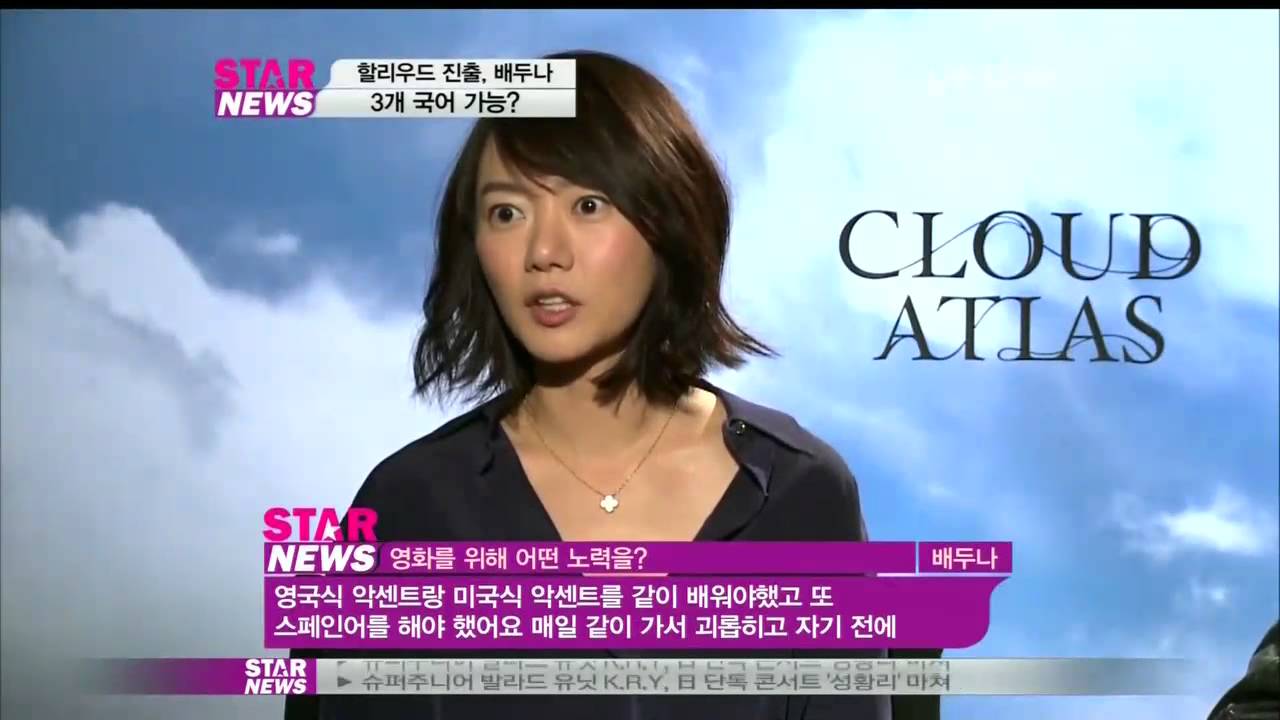 STAR
NEWS
할리우드 진출, 배두나
3개 국어 가능?
CLOUD
ATLAS
STAR
NEWS
영화를 위해 어떤 노력을?
배두나
영국식 악센트랑 미국식 악센트를 같이 배워야했고 또
스페인어를 해야 했어요 매일 같이 가서 괴롭히고 자기 전에
STAR
NEWS
▶ 슈퍼주니어 발라드 유닛 K.R.Y, 日 단독 콘서트 '성황리' 마쳐